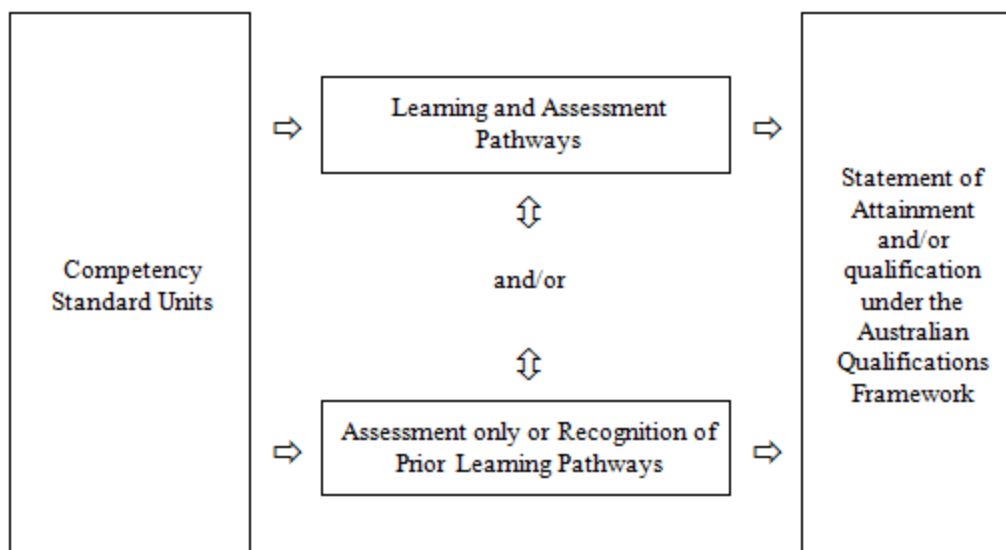 Competency
Standard Units
Learning and Assessment
Pathways
and/or
Assessment only or Recognition of
Prior Learning Pathways
Statement of
Attainment
and/or
qualification
under the
Australian
Qualifications
Framework